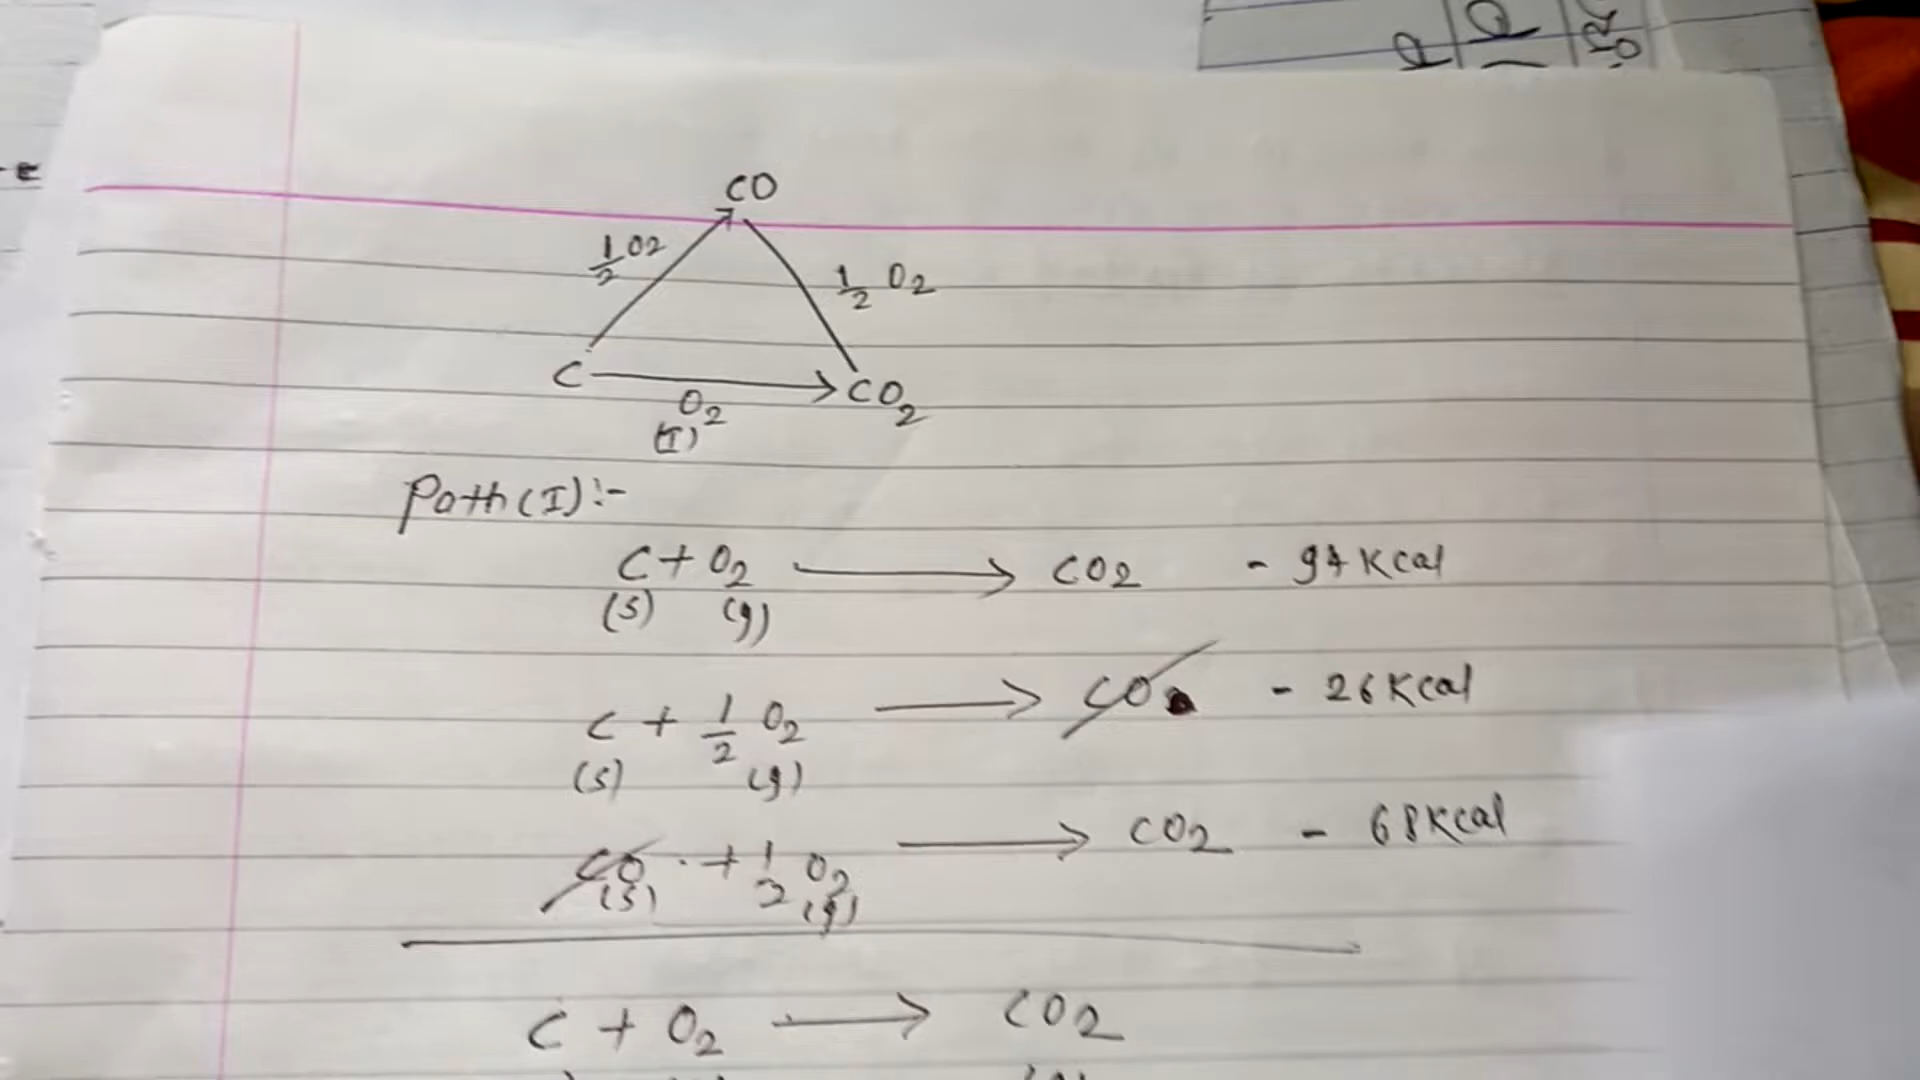 CO
1/2 O2
1/2 O2
C → CO2
O2
(I)
Path (I):-
C + O2 → CO2 - 94 Kcal
(s) (g)
C + 1/2 O2 → CO - 26 Kcal
(s) (g)
CO + 1/2 O2 → CO2 - 68 Kcal
(s) (g)
C + O2 → CO2